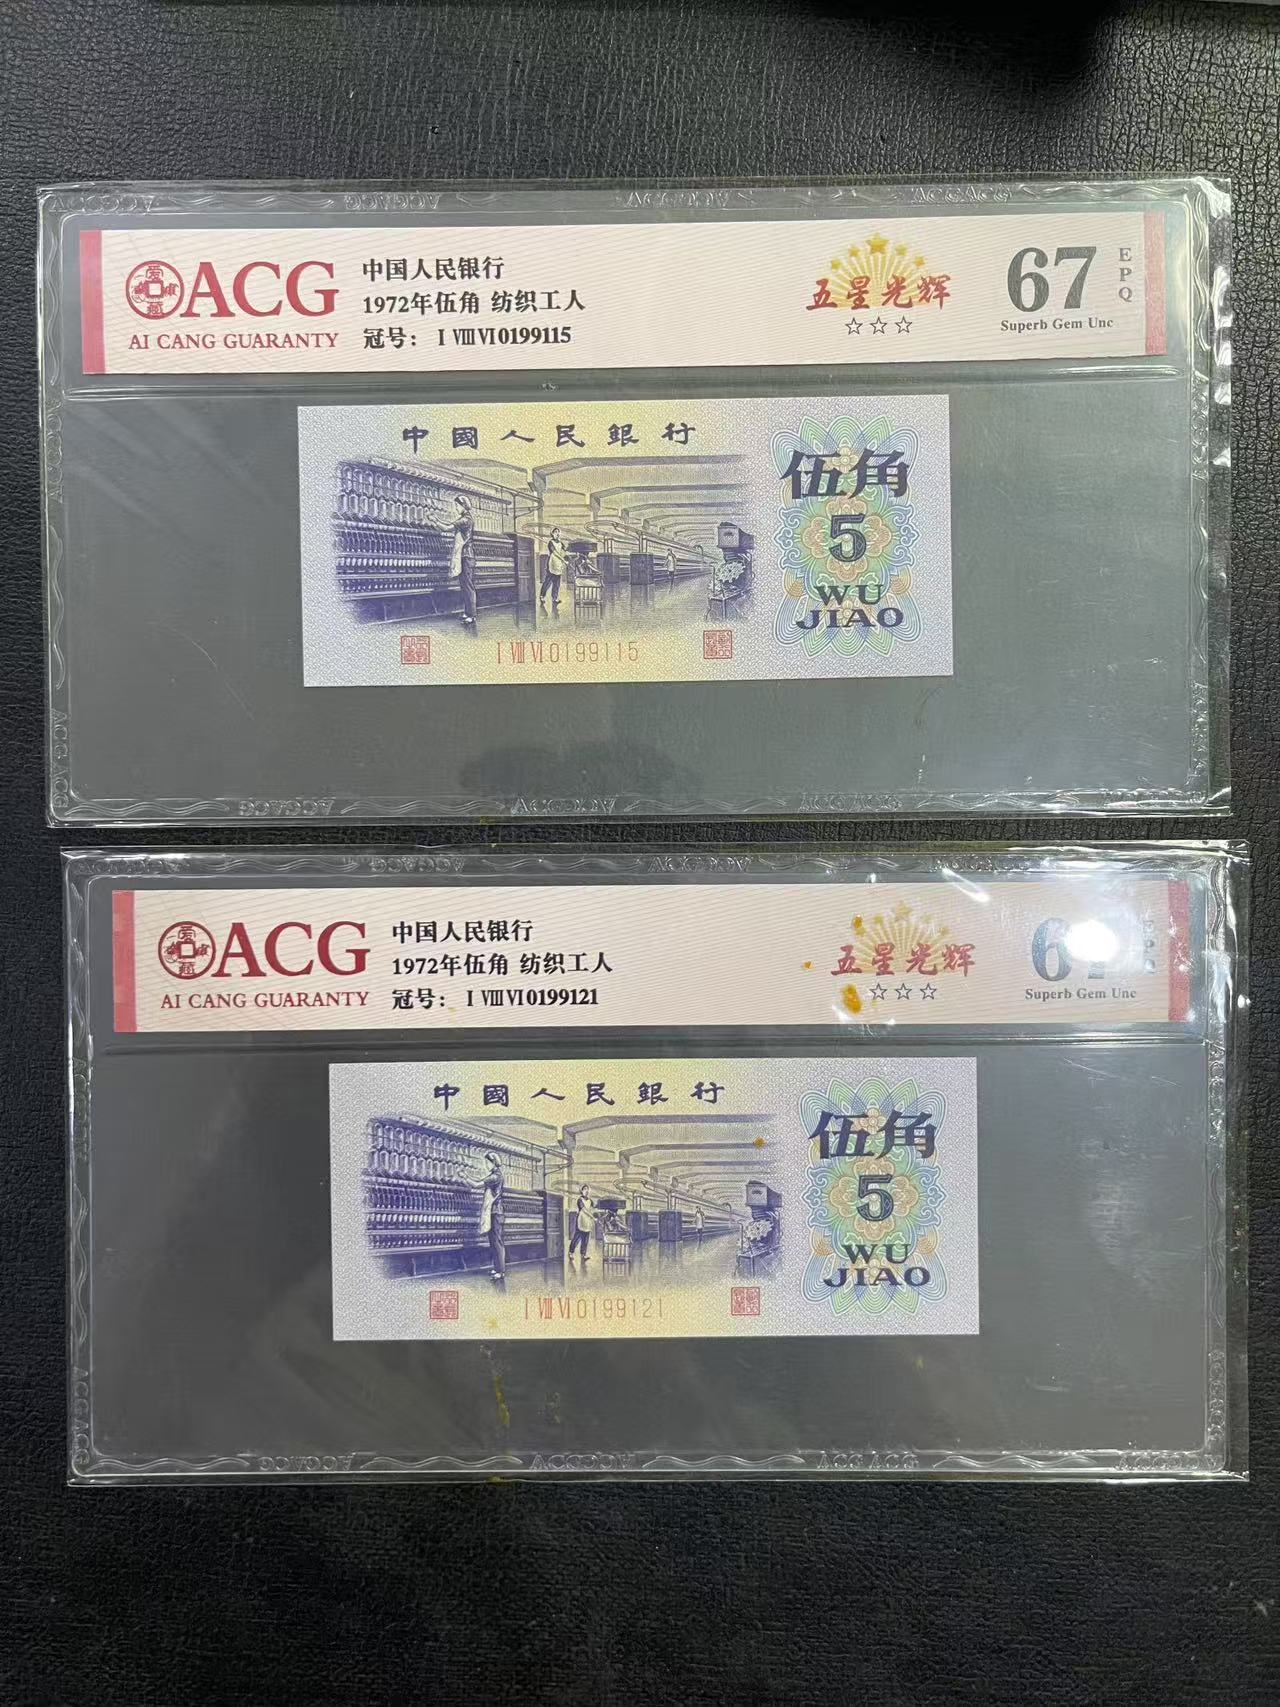 ACG
AI CANG GUARANTY
中国人民银行
1972年伍角 纺织工人
冠号： I VIII VI 0199115
五星光辉
☆☆☆
67
EPQ
Superb Gem Unc
中國人民銀行
伍角
5
WU
JIAO
I VIII VI 0199115
ACG
AI CANG GUARANTY
中国人民银行
1972年伍角 纺织工人
冠号： I VIII VI 0199121
五星光辉
☆☆☆
Superb Gem Unc
中國人民銀行
伍角
5
WU
JIAO
I VIII VI 0199121